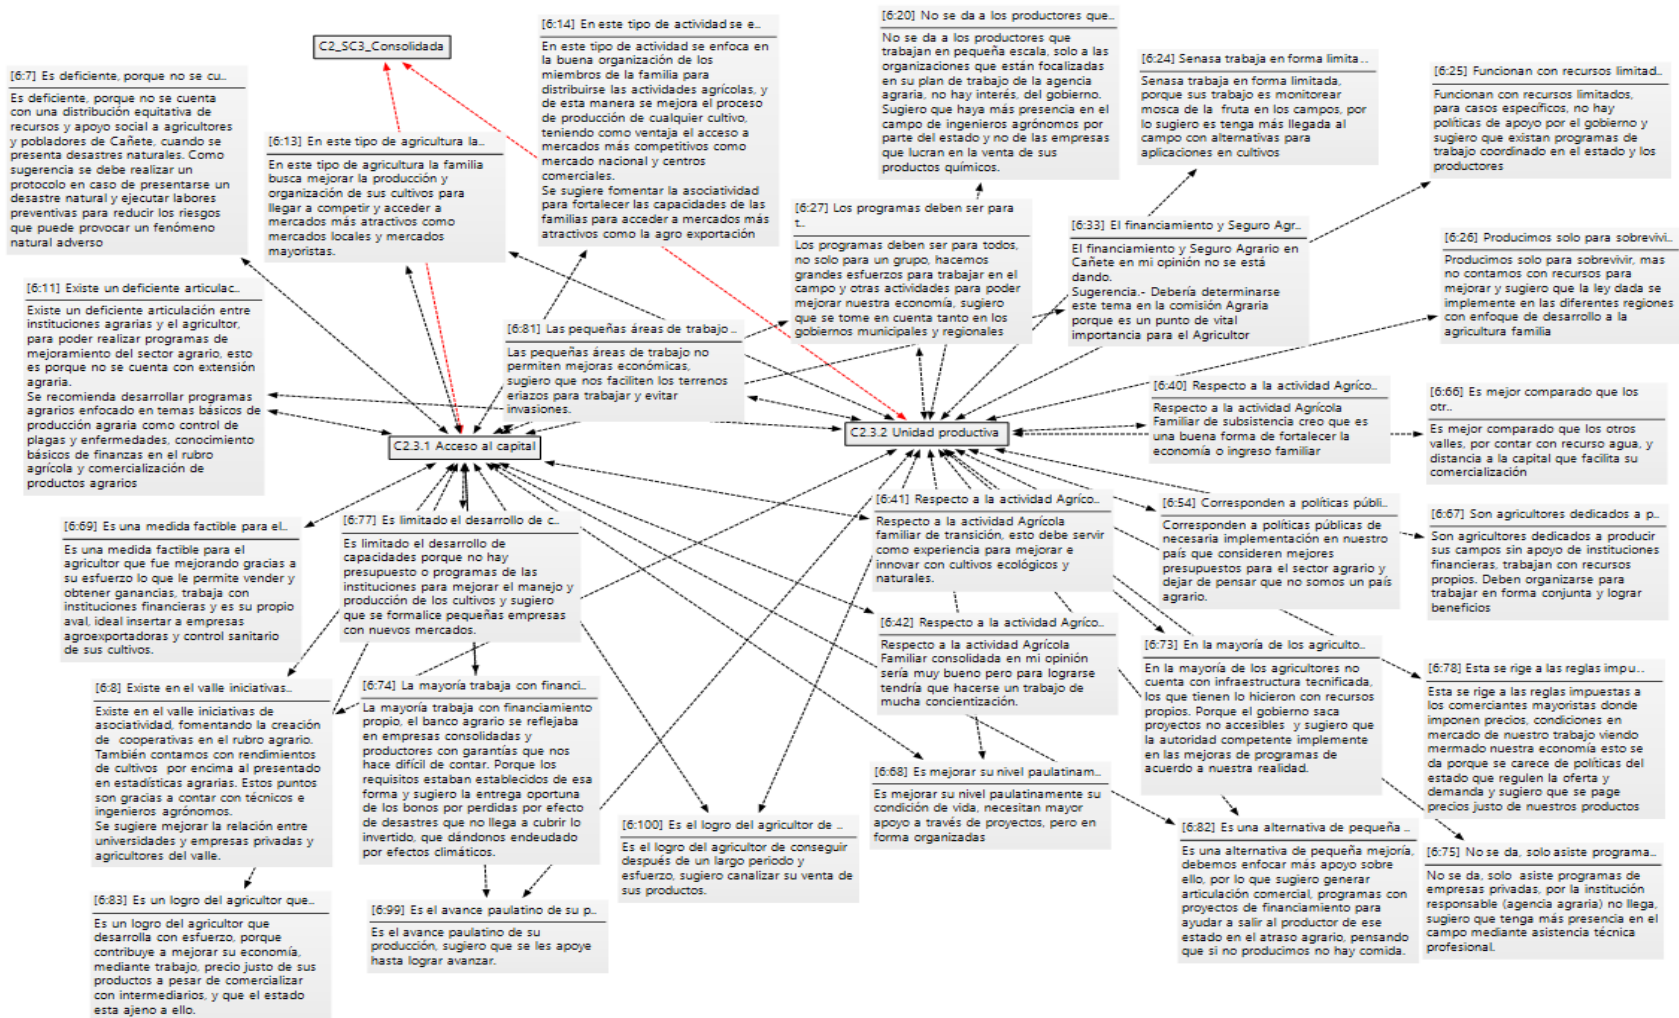 C2_SC3_Consolidada
[6:7] Es deficiente, porque no se cu..
Es deficiente, porque no se cuenta
con una distribución equitativa de
recursos y apoyo social a agricultores
y pobladores de Cañete, cuando se
presenta desastres naturales. Como
sugerencia se debe realizar un
protocolo en caso de presentarse un
desastre natural y ejecutar labores
preventivas para reducir los riesgos
que puede provocar un fenómeno
natural adverso
[6:13] En este tipo de agricultura la..
En este tipo de agricultura la familia
busca mejorar la producción y
organización de sus cultivos para
llegar a competir y acceder a
mercados más atractivos como
mercados locales y mercados
mayoristas.
[6:14] En este tipo de actividad se e..
En este tipo de actividad se enfoca en
la buena organización de los
miembros de la familia para
distribuirse las actividades agrícolas, y
de esta manera se mejora el proceso
de producción de cualquier cultivo,
teniendo como ventaja el acceso a
mercados más competitivos como
mercado nacional y centros
comerciales.
Se sugiere fomentar la asociatividad
para fortalecer las capacidades de las
familias para acceder a mercados más
atractivos como la agro exportación
[6:20] No se da a los productores que..
No se da a los productores que
trabajan en pequeña escala, solo a las
organizaciones que están focalizadas
en su plan de trabajo de la agencia
agraria, no hay interés, del gobierno.
Sugiero que haya más presencia en el
campo de ingenieros agrónomos por
parte del estado y no de las empresas
que lucran en la venta de sus
productos químicos.
[6:24] Senasa trabaja en forma limita ..
Senasa trabaja en forma limitada,
porque sus trabajo es monitorear
mosca de la  fruta en los campos, por
lo sugiero es tenga más llegada al
campo con alternativas para
aplicaciones en cultivos
[6:25] Funcionan con recursos limitad..
Funcionan con recursos limitados,
para casos específicos, no hay
políticas de apoyo por el gobierno y
sugiero que existan programas de
trabajo coordinado en el estado y los
productores
[6:27] Los programas deben ser para
t..
Los programas deben ser para todos,
no solo para un grupo, hacemos
grandes esfuerzos para trabajar en el
campo y otras actividades para poder
mejorar nuestra economía, sugiero
que se tome en cuenta tanto en los
gobiernos municipales y regionales
[6:33] El financiamiento y Seguro Agr..
El financiamiento y Seguro Agrario en
Cañete en mi opinión no se está
dando.
Sugerencia.- Debería determinarse
este tema en la comisión Agraria
porque es un punto de vital
importancia para el Agricultor
[6:26] Producimos solo para sobrevivi..
Producimos solo para sobrevivir, mas
no contamos con recursos para
mejorar y sugiero que la ley dada se
implemente en las diferentes regiones
con enfoque de desarrollo a la
agricultura familia
[6:11] Existe un deficiente articulac..
Existe un deficiente articulación entre
instituciones agrarias y el agricultor,
para poder realizar programas de
mejoramiento del sector agrario, esto
es porque no se cuenta con extensión
agraria.
Se recomienda desarrollar programas
agrarios enfocado en temas básicos de
producción agraria como control de
plagas y enfermedades, conocimiento
básicos de finanzas en el rubro
agrícola y comercialización de
productos agrarios
[6:81] Las pequeñas áreas de trabajo ..
Las pequeñas áreas de trabajo no
permiten mejoras económicas,
sugiero que nos faciliten los terrenos
eriazos para trabajar y evitar
invasiones.
C2.3.1 Acceso al capital
C2.3.2 Unidad productiva
[6:40] Respecto a la actividad Agríco..
Respecto a la actividad Agrícola
Familiar de subsistencia creo que es
una buena forma de fortalecer la
economía o ingreso familiar
[6:66] Es mejor comparado que los
otr..
Es mejor comparado que los otros
valles, por contar con recurso agua, y
distancia a la capital que facilita su
comercialización
[6:69] Es una medida factible para el..
Es una medida factible para el
agricultor que fue mejorando gracias a
su esfuerzo lo que le permite vender y
obtener ganancias, trabaja con
instituciones financieras y es su propio
aval, ideal insertar a empresas
agroexportadoras y control sanitario
de sus cultivos.
[6:77] Es limitado el desarrollo de c..
Es limitado el desarrollo de
capacidades porque no hay
presupuesto o programas de las
instituciones para mejorar el manejo y
producción de los cultivos y sugiero
que se formalice pequeñas empresas
con nuevos mercados.
[6:41] Respecto a la actividad Agríco..
Respecto a la actividad Agrícola
familiar de transición, esto debe servir
como experiencia para mejorar e
innovar con cultivos ecológicos y
naturales.
[6:54] Corresponden a políticas públi..
Corresponden a políticas públicas de
necesaria implementación en nuestro
país que consideren mejores
presupuestos para el sector agrario y
dejar de pensar que no somos un país
agrario.
[6:67] Son agricultores dedicados a p..
Son agricultores dedicados a producir
sus campos sin apoyo de instituciones
financieras, trabajan con recursos
propios. Deben organizarse para
trabajar en forma conjunta y lograr
beneficios
[6:42] Respecto a la actividad Agríco..
Respecto a la actividad Agrícola
Familiar consolidada en mi opinión
sería muy bueno pero para lograrse
tendría que hacerse un trabajo de
mucha concientización.
[6:73] En la mayoría de los agriculto..
En la mayoría de los agricultores no
cuenta con infraestructura tecnificada,
los que tienen lo hicieron con recursos
propios. Porque el gobierno saca
proyectos no accesibles  y sugiero que
la autoridad competente implemente
en las mejoras de programas de
acuerdo a nuestra realidad.
[6:78] Esta se rige a las reglas impu...
Esta se rige a las reglas impuestas a
los comerciantes mayoristas donde
imponen precios, condiciones en
mercado de nuestro trabajo viendo
mermado nuestra economía esto se
da porque se carece de políticas del
estado que regulen la oferta y
demanda y sugiero que se page
precios justo de nuestros productos
[6:8] Existe en el valle iniciativas..
Existe en el valle iniciativas de
asociatividad, fomentando la creación
de  cooperativas en el rubro agrario.
También contamos con rendimientos
de cultivos  por encima al presentado
en estadísticas agrarias. Estos puntos
son gracias a contar con técnicos e
ingenieros agrónomos.
Se sugiere mejorar la relación entre
universidades y empresas privadas y
agricultores del valle.
[6:74] La mayoría trabaja con financi..
La mayoría trabaja con financiamiento
propio, el banco agrario se reflejaba
en empresas consolidadas y
productores con garantías que nos
hace difícil de contar. Porque los
requisitos estaban establecidos de esa
forma y sugiero la entrega oportuna
de los bonos por perdidas por efecto
de desastres que no llega a cubrir lo
invertido, que dándonos endeudado
por efectos climáticos.
[6:68] Es mejorar su nivel paulatinam..
Es mejorar su nivel paulatinamente su
condición de vida, necesitan mayor
apoyo a través de proyectos, pero en
forma organizadas
[6:100] Es el logro del agricultor de ..
Es el logro del agricultor de conseguir
después de un largo periodo y
esfuerzo, sugiero canalizar su venta de
sus productos.
[6:82] Es una alternativa de pequeña ..
Es una alternativa de pequeña mejoría,
debemos enfocar más apoyo sobre
ello, por lo que sugiero generar
articulación comercial, programas con
proyectos de financiamiento para
ayudar a salir al productor de ese
estado en el atraso agrario, pensando
que si no producimos no hay comida.
[6:75] No se da, solo asiste programa..
No se da, solo  asiste programas de
empresas privadas, por la institución
responsable (agencia agraria) no llega,
sugiero que tenga más presencia en el
campo mediante asistencia técnica
profesional.
[6:83] Es un logro del agricultor que..
Es un logro del agricultor que
desarrolla con esfuerzo, porque
contribuye a mejorar su economía,
mediante trabajo, precio justo de sus
productos a pesar de comercializar
con intermediarios, y que el estado
esta ajeno a ello.
[6:99] Es el avance paulatino de su p..
Es el avance paulatino de su
producción, sugiero que se les apoye
hasta lograr avanzar.